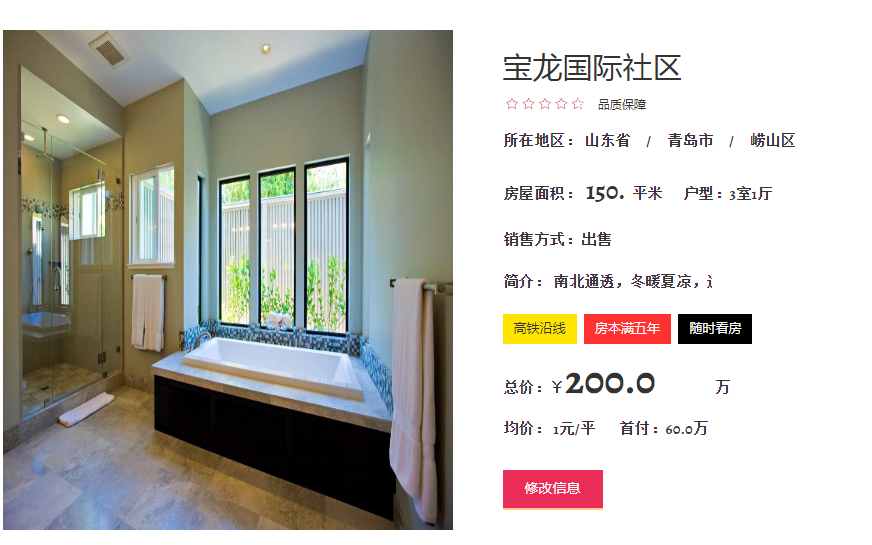 宝龙国际社区
品质保障
所在地区： 山东省 / 青岛市 / 崂山区
房屋面积： 150. 平米 户型：3室1厅
销售方式：出售
简介： 南北通透，冬暖夏凉，
高铁沿线 房本满五年 随时看房
总价：￥200.0 万
均价： 1元/平 首付：60.0万
修改信息